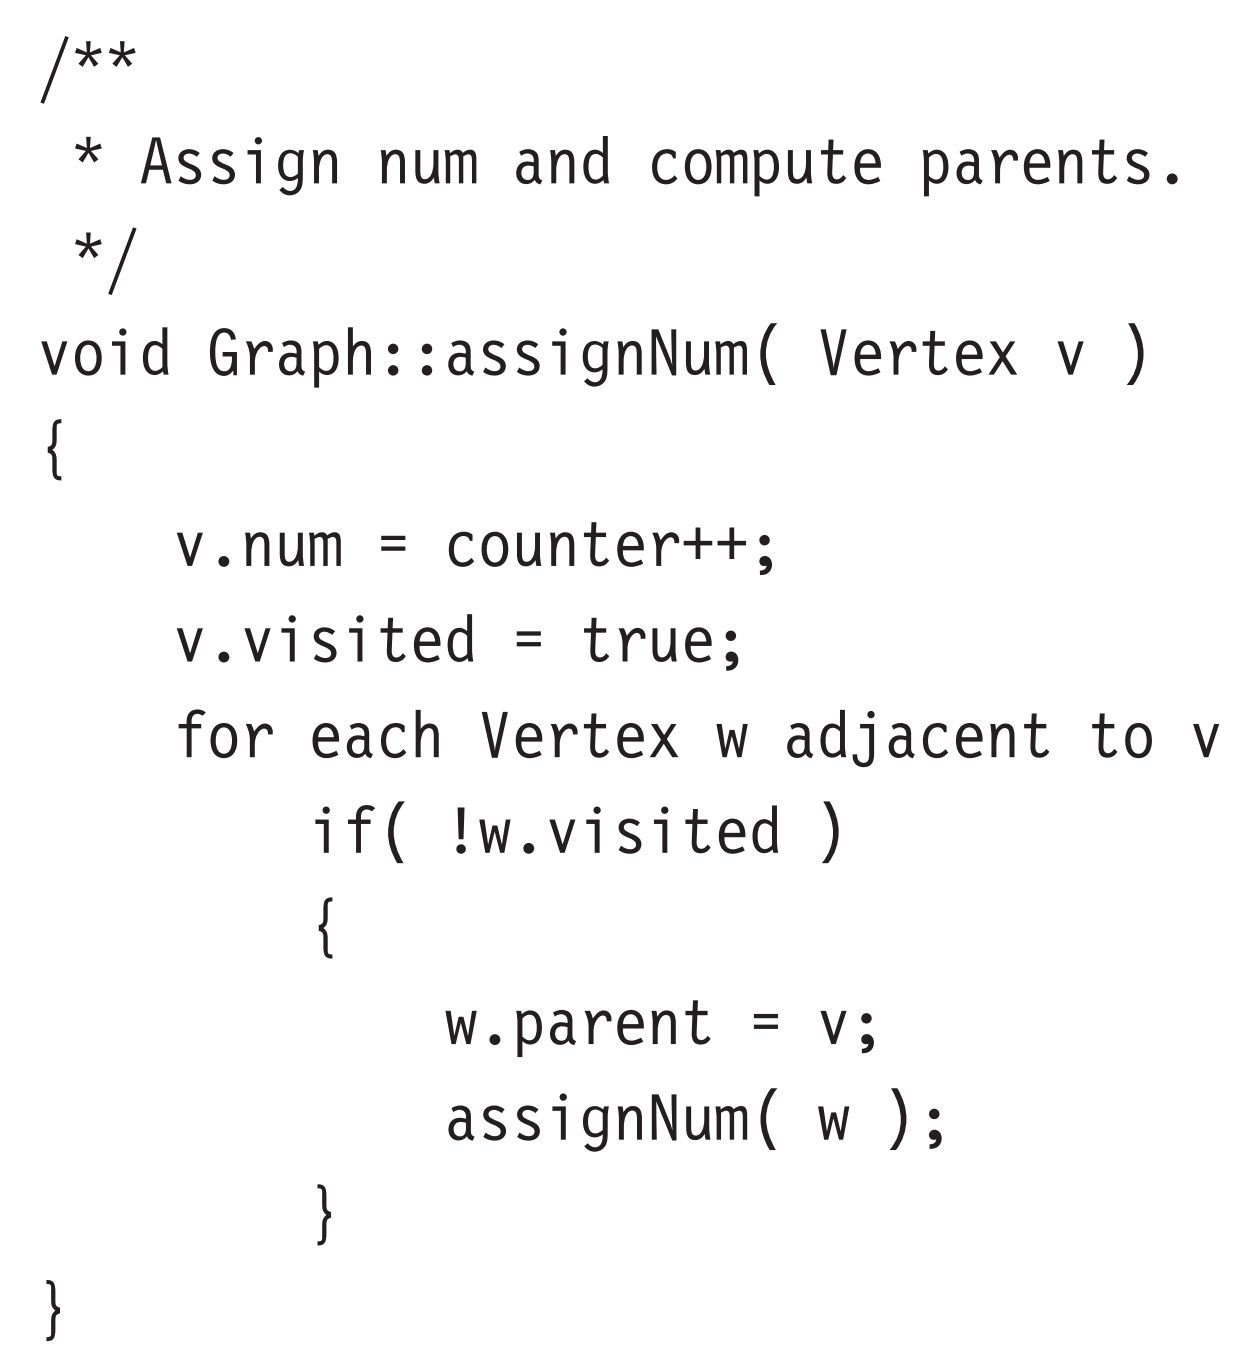 /**
 * Assign num and compute parents.
 */
void Graph::assignNum( Vertex v )
{
    v.num = counter++;
    v.visited = true;
    for each Vertex w adjacent to v
        if( !w.visited )
        {
            w.parent = v;
            assignNum( w );
        }
}